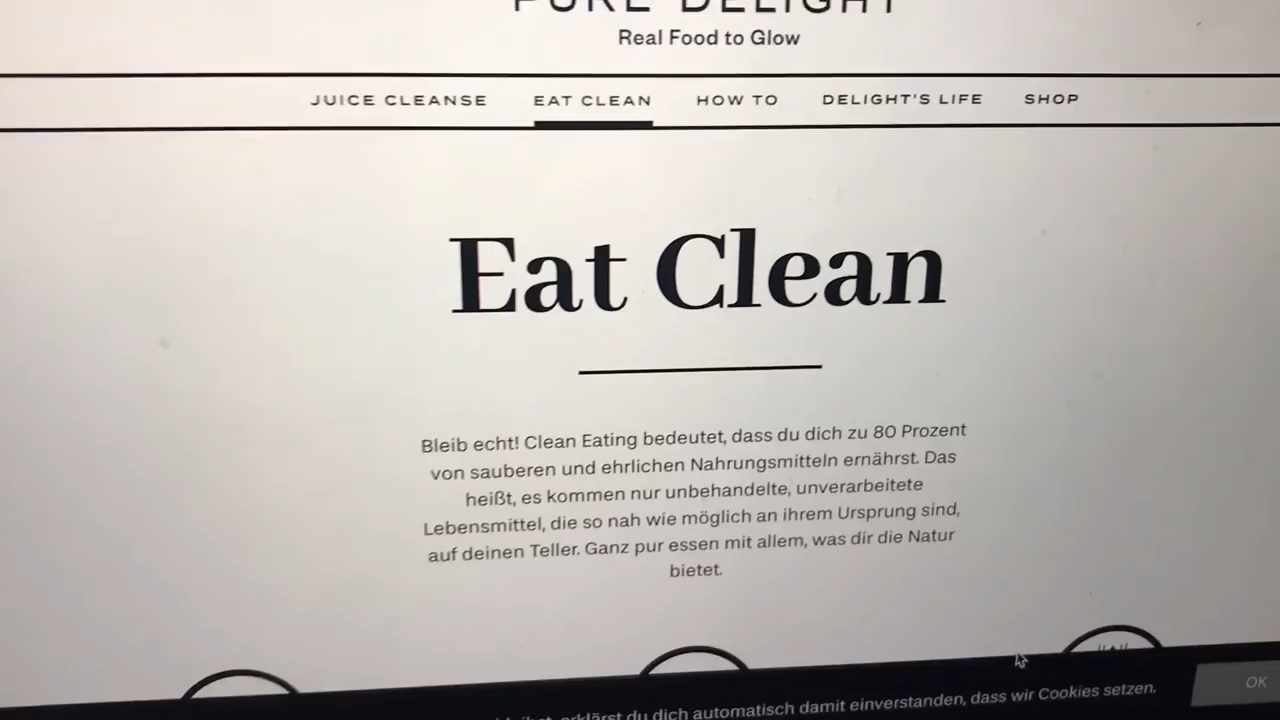 PURE DELIGHT
Real Food to Glow
JUICE CLEANSE EAT CLEAN HOW TO DELIGHT'S LIFE SHOP
Eat Clean
Bleib echt! Clean Eating bedeutet, dass du dich zu 80 Prozent
von sauberen und ehrlichen Nahrungsmitteln ernährst. Das
heißt, es kommen nur unbehandelte, unverarbeitete
Lebensmittel, die so nah wie möglich an ihrem Ursprung sind,
auf deinen Teller. Ganz pur essen mit allem, was dir die Natur
bietet.
erklärst du dich automatisch damit einverstanden, dass wir Cookies setzen.
OK